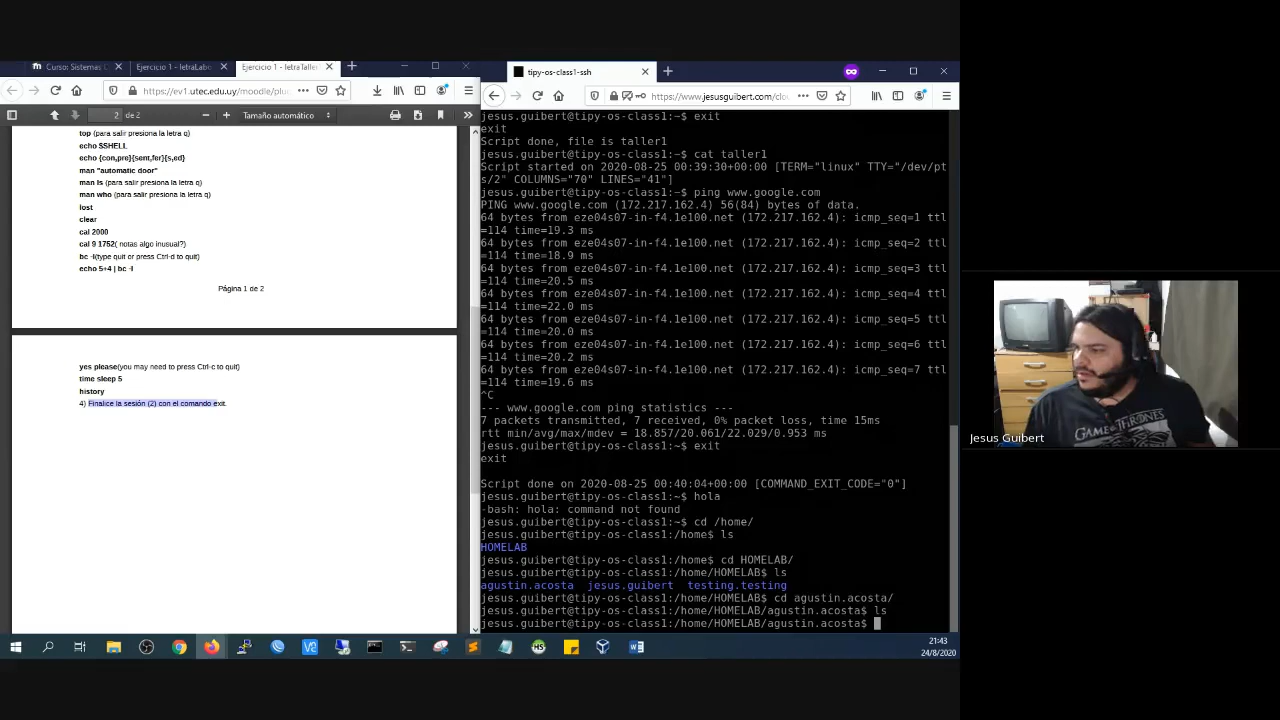 Curso: Sistemas O
Ejercicio 1 - letraLabo
Ejercicio 1 - letraTaller
https://ev1.utec.edu.uy/moodle/plu
2 de 2
Tamaño automático
top (para salir presiona la letra q)
echo $SHELL
echo {con,pre}{sent,fer}{s,ed}
man "automatic door"
man ls (para salir presiona la letra q)
man who (para salir presiona la letra q)
lost
clear
cal 2000
cal 9 1752( notas algo inusual?)
bc -l(type quit or press Ctrl-d to quit)
echo 5+4 | bc -l
Página 1 de 2
yes please(you may need to press Ctrl-c to quit)
time sleep 5
history
4) Finalice la sesión (2) con el comando exit.
tipy-os-class1-ssh
https://www.jesusguibert.com/clo
jesus.guibert@tipy-os-class1:~$ exit
exit
Script done, file is taller1
jesus.guibert@tipy-os-class1:~$ cat taller1
Script started on 2020-08-25 00:39:30+00:00 [TERM="linux" TTY="/dev/pt
s/2" COLUMNS="70" LINES="41"]
jesus.guibert@tipy-os-class1:~$ ping www.google.com
PING www.google.com (172.217.162.4) 56(84) bytes of data.
64 bytes from eze04s07-in-f4.1e100.net (172.217.162.4): icmp_seq=1 ttl
=114 time=19.3 ms
64 bytes from eze04s07-in-f4.1e100.net (172.217.162.4): icmp_seq=2 ttl
=114 time=18.9 ms
64 bytes from eze04s07-in-f4.1e100.net (172.217.162.4): icmp_seq=3 ttl
=114 time=20.5 ms
64 bytes from eze04s07-in-f4.1e100.net (172.217.162.4): icmp_seq=4 ttl
=114 time=22.0 ms
64 bytes from eze04s07-in-f4.1e100.net (172.217.162.4): icmp_seq=5 ttl
=114 time=20.0 ms
64 bytes from eze04s07-in-f4.1e100.net (172.217.162.4): icmp_seq=6 ttl
=114 time=20.2 ms
64 bytes from eze04s07-in-f4.1e100.net (172.217.162.4): icmp_seq=7 ttl
=114 time=19.6 ms
^C
--- www.google.com ping statistics ---
7 packets transmitted, 7 received, 0% packet loss, time 15ms
rtt min/avg/max/mdev = 18.857/20.061/22.029/0.953 ms
jesus.guibert@tipy-os-class1:~$ exit
exit
Script done on 2020-08-25 00:40:04+00:00 [COMMAND_EXIT_CODE="0"]
jesus.guibert@tipy-os-class1:~$ hola
-bash: hola: command not found
jesus.guibert@tipy-os-class1:~$ cd /home/
jesus.guibert@tipy-os-class1:/home$ ls
HOMELAB
jesus.guibert@tipy-os-class1:/home$ cd HOMELAB/
jesus.guibert@tipy-os-class1:/home/HOMELAB$ ls
agustin.acosta jesus.guibert testing.testing
jesus.guibert@tipy-os-class1:/home/HOMELAB$ cd agustin.acosta/
jesus.guibert@tipy-os-class1:/home/HOMELAB/agustin.acosta$ ls
jesus.guibert@tipy-os-class1:/home/HOMELAB/agustin.acosta$
21:43
24/8/2020
GAME OF THRONES
Jesus Guibert